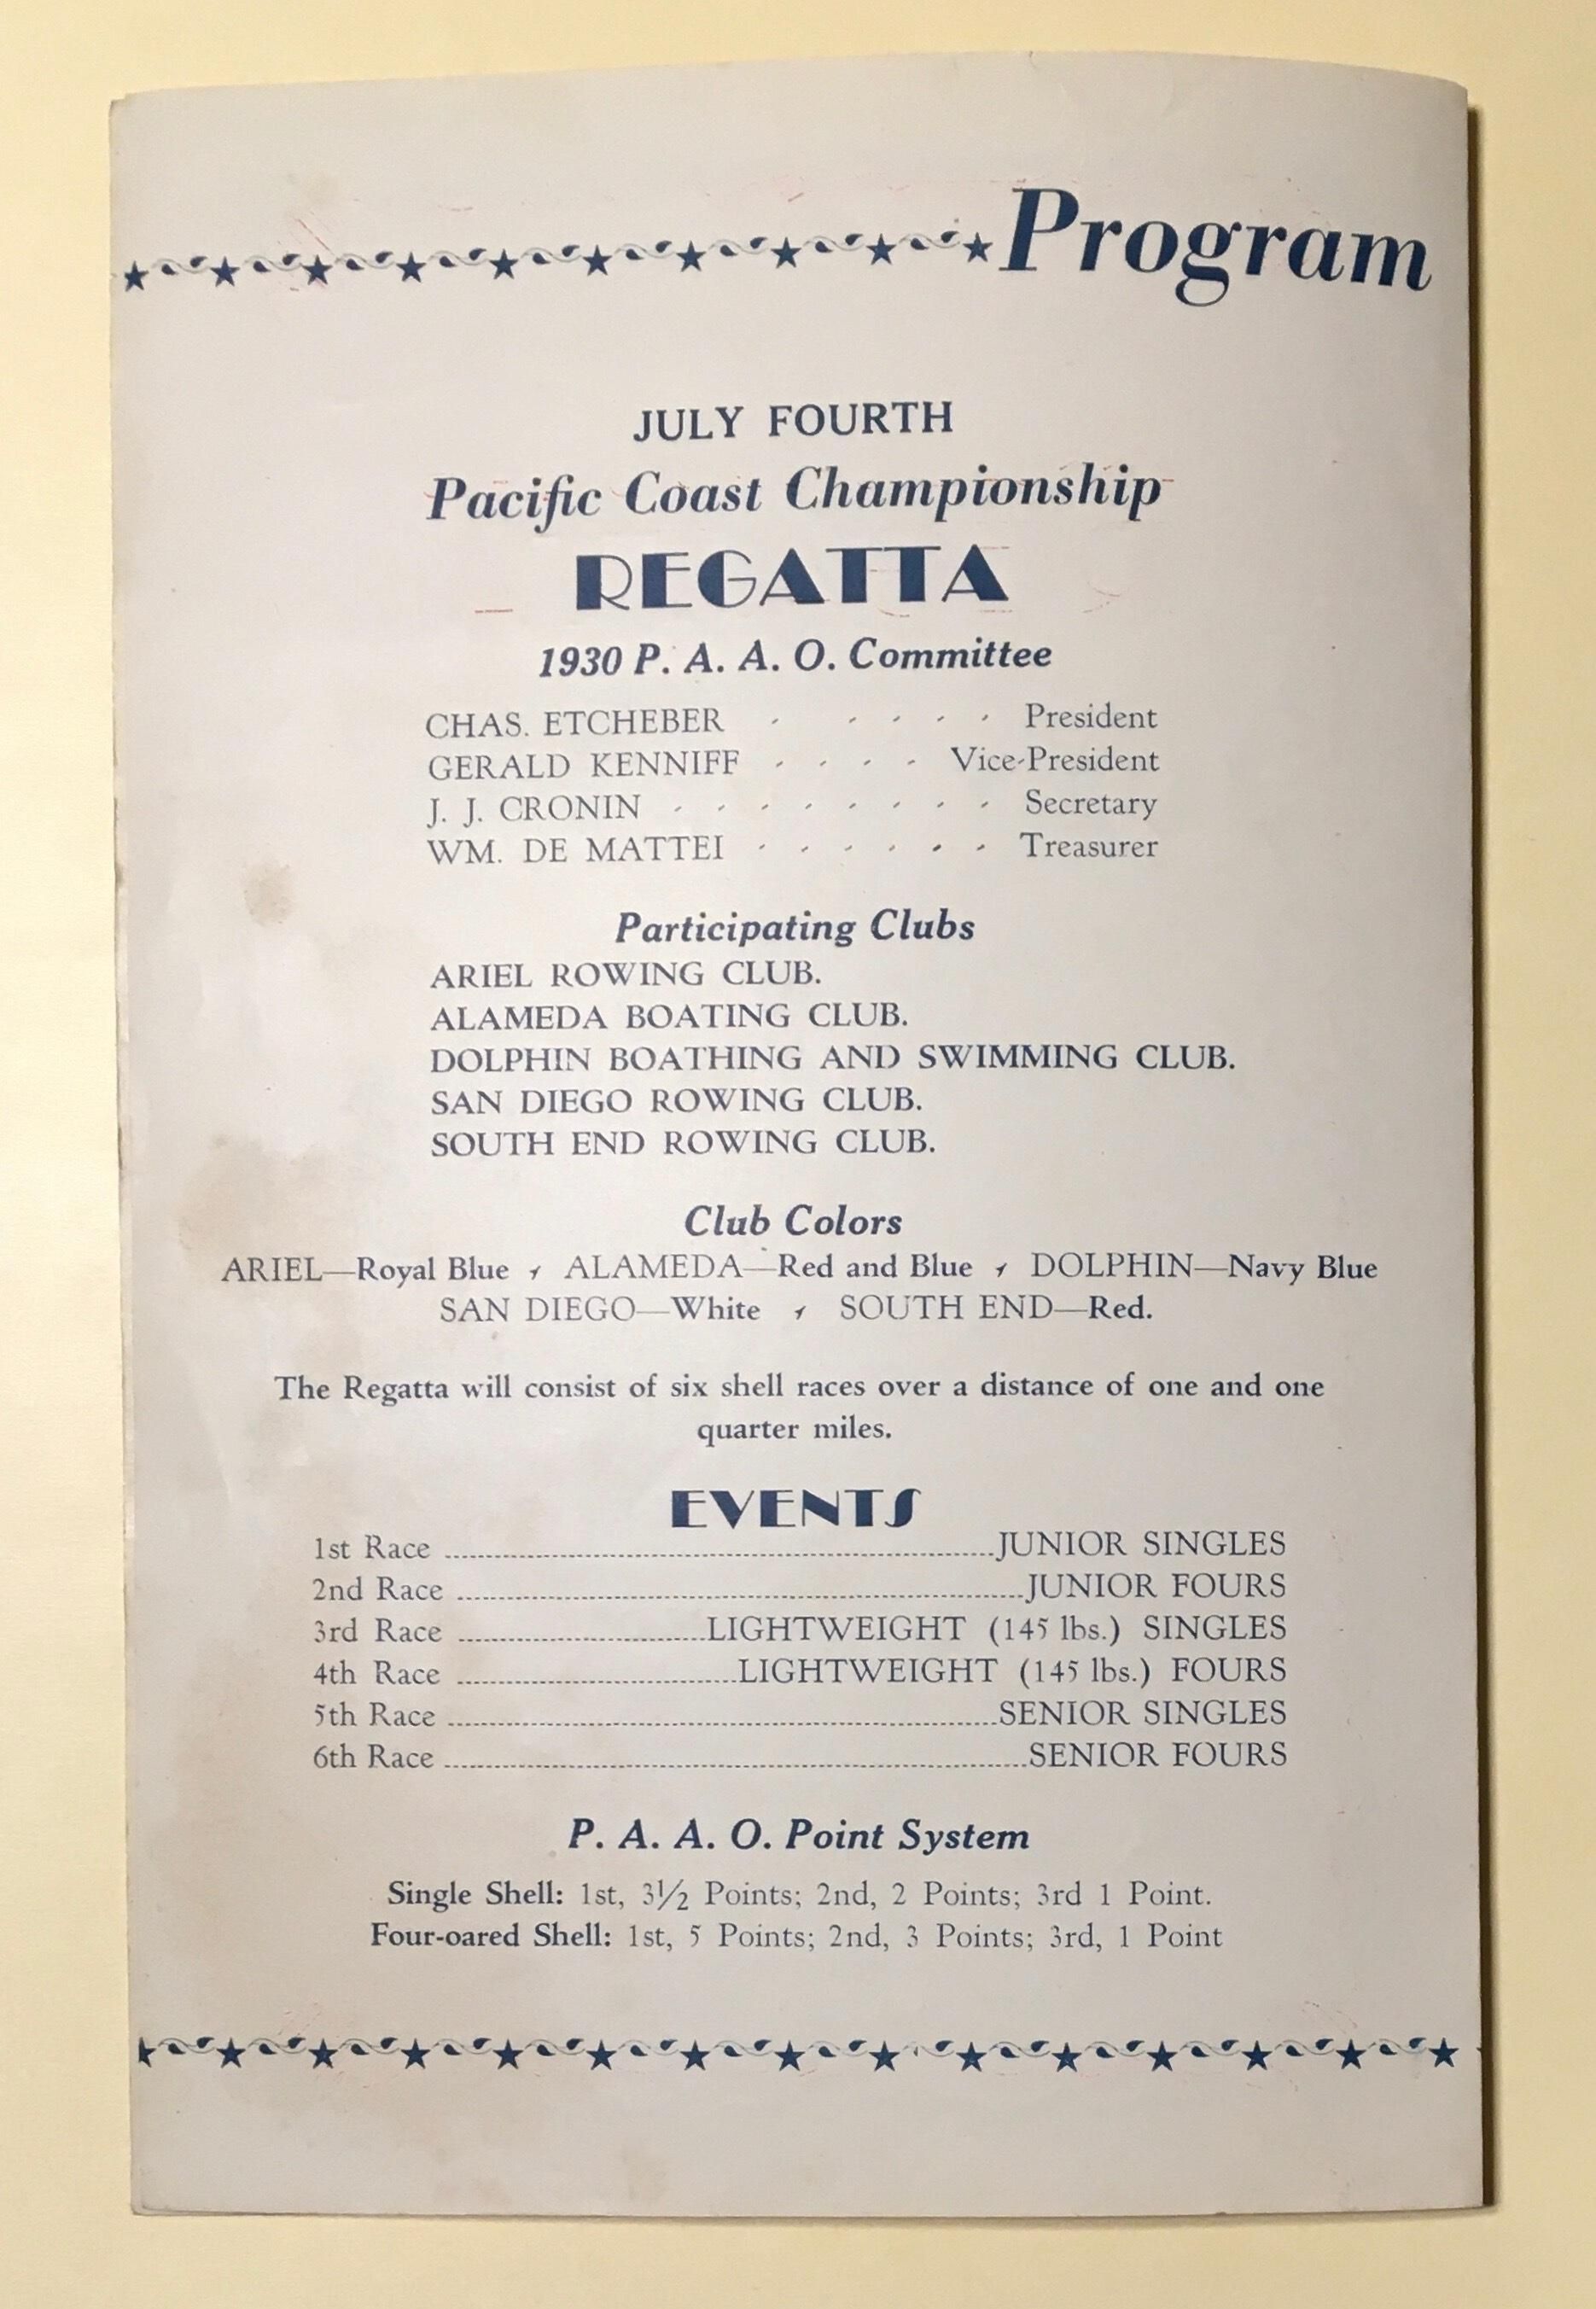 Program
JULY FOURTH
Pacific Coast Championship
REGATTA
1930 P. A. A. O. Committee
CHAS. ETCHEBER - - - - - President
GERALD KENNIFF - - - - Vice-President
J. J. CRONIN - - - - - - - - Secretary
WM. DE MATTEI - - - - - - Treasurer
Participating Clubs
ARIEL ROWING CLUB.
ALAMEDA BOATING CLUB.
DOLPHIN BOATHING AND SWIMMING CLUB.
SAN DIEGO ROWING CLUB.
SOUTH END ROWING CLUB.
Club Colors
ARIEL—Royal Blue , ALAMEDA—Red and Blue , DOLPHIN—Navy Blue
SAN DIEGO—White , SOUTH END—Red.
The Regatta will consist of six shell races over a distance of one and one
quarter miles.
EVENTS
1st Race ........ JUNIOR SINGLES
2nd Race ........ JUNIOR FOURS
3rd Race ........ LIGHTWEIGHT (145 lbs.) SINGLES
4th Race ........ LIGHTWEIGHT (145 lbs.) FOURS
5th Race ........ SENIOR SINGLES
6th Race ........ SENIOR FOURS
P. A. A. O. Point System
Single Shell: 1st, 3½ Points; 2nd, 2 Points; 3rd 1 Point.
Four-oared Shell: 1st, 5 Points; 2nd, 3 Points; 3rd, 1 Point